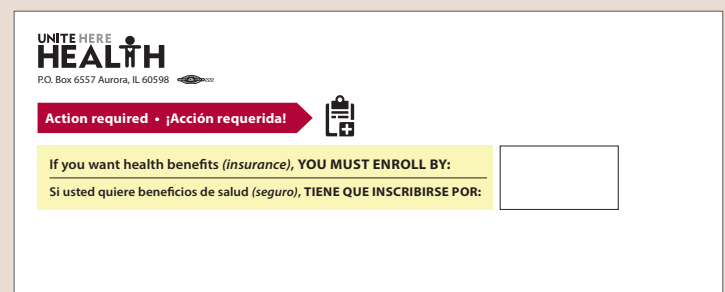 UNITE HERE
HEALTH
P.O. Box 6557 Aurora, IL 60598
Action required • ¡Acción requerida!
If you want health benefits (insurance), YOU MUST ENROLL BY:
Si usted quiere beneficios de salud (seguro), TIENE QUE INSCRIBIRSE POR: